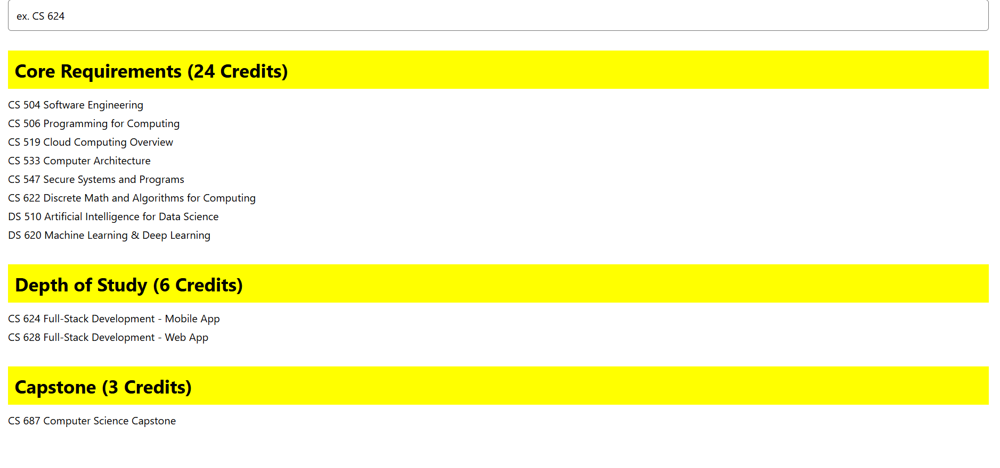 ex. CS 624
Core Requirements (24 Credits)
CS 504 Software Engineering
CS 506 Programming for Computing
CS 519 Cloud Computing Overview
CS 533 Computer Architecture
CS 547 Secure Systems and Programs
CS 622 Discrete Math and Algorithms for Computing
DS 510 Artificial Intelligence for Data Science
DS 620 Machine Learning & Deep Learning
Depth of Study (6 Credits)
CS 624 Full-Stack Development - Mobile App
CS 628 Full-Stack Development - Web App
Capstone (3 Credits)
CS 687 Computer Science Capstone